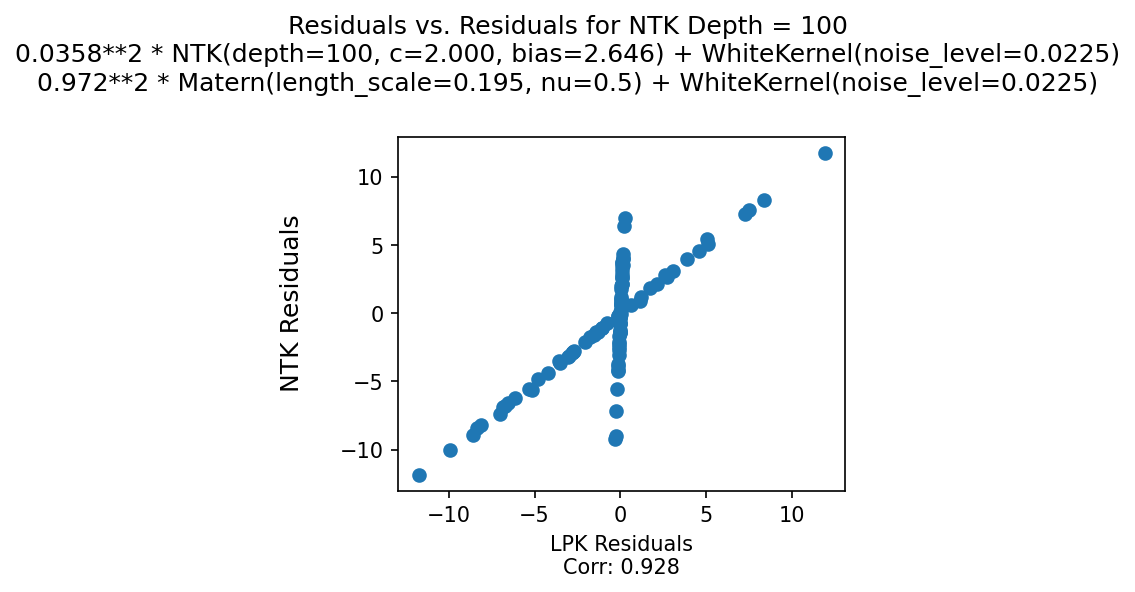 Residuals vs. Residuals for NTK Depth = 100
0.0358**2 * NTK(depth=100, c=2.000, bias=2.646) + WhiteKernel(noise_level=0.0225)
0.972**2 * Matern(length_scale=0.195, nu=0.5) + WhiteKernel(noise_level=0.0225)
NTK Residuals
10
5
0
−5
−10
−10 −5 0 5 10
LPK Residuals
Corr: 0.928